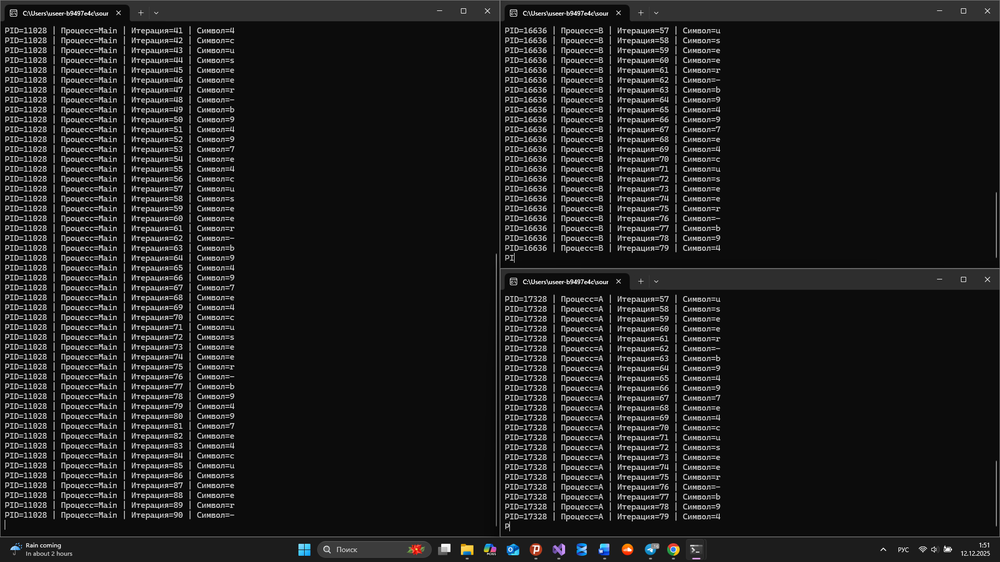 C:\Users\useer-b9497e4c\sour
PID=11028 | Процесс=Main | Итерация=41 | Символ=4
PID=11028 | Процесс=Main | Итерация=42 | Символ=c
PID=11028 | Процесс=Main | Итерация=43 | Символ=u
PID=11028 | Процесс=Main | Итерация=44 | Символ=s
PID=11028 | Процесс=Main | Итерация=45 | Символ=e
PID=11028 | Процесс=Main | Итерация=46 | Символ=e
PID=11028 | Процесс=Main | Итерация=47 | Символ=r
PID=11028 | Процесс=Main | Итерация=48 | Символ=-
PID=11028 | Процесс=Main | Итерация=49 | Символ=b
PID=11028 | Процесс=Main | Итерация=50 | Символ=9
PID=11028 | Процесс=Main | Итерация=51 | Символ=4
PID=11028 | Процесс=Main | Итерация=52 | Символ=9
PID=11028 | Процесс=Main | Итерация=53 | Символ=7
PID=11028 | Процесс=Main | Итерация=54 | Символ=e
PID=11028 | Процесс=Main | Итерация=55 | Символ=4
PID=11028 | Процесс=Main | Итерация=56 | Символ=c
PID=11028 | Процесс=Main | Итерация=57 | Символ=u
PID=11028 | Процесс=Main | Итерация=58 | Символ=s
PID=11028 | Процесс=Main | Итерация=59 | Символ=e
PID=11028 | Процесс=Main | Итерация=60 | Символ=e
PID=11028 | Процесс=Main | Итерация=61 | Символ=r
PID=11028 | Процесс=Main | Итерация=62 | Символ=-
PID=11028 | Процесс=Main | Итерация=63 | Символ=b
PID=11028 | Процесс=Main | Итерация=64 | Символ=9
PID=11028 | Процесс=Main | Итерация=65 | Символ=4
PID=11028 | Процесс=Main | Итерация=66 | Символ=9
PID=11028 | Процесс=Main | Итерация=67 | Символ=7
PID=11028 | Процесс=Main | Итерация=68 | Символ=e
PID=11028 | Процесс=Main | Итерация=69 | Символ=4
PID=11028 | Процесс=Main | Итерация=70 | Символ=c
PID=11028 | Процесс=Main | Итерация=71 | Символ=u
PID=11028 | Процесс=Main | Итерация=72 | Символ=s
PID=11028 | Процесс=Main | Итерация=73 | Символ=e
PID=11028 | Процесс=Main | Итерация=74 | Символ=e
PID=11028 | Процесс=Main | Итерация=75 | Символ=r
PID=11028 | Процесс=Main | Итерация=76 | Символ=-
PID=11028 | Процесс=Main | Итерация=77 | Символ=b
PID=11028 | Процесс=Main | Итерация=78 | Символ=9
PID=11028 | Процесс=Main | Итерация=79 | Символ=4
PID=11028 | Процесс=Main | Итерация=80 | Символ=9
PID=11028 | Процесс=Main | Итерация=81 | Символ=7
PID=11028 | Процесс=Main | Итерация=82 | Символ=e
PID=11028 | Процесс=Main | Итерация=83 | Символ=4
PID=11028 | Процесс=Main | Итерация=84 | Символ=c
PID=11028 | Процесс=Main | Итерация=85 | Символ=u
PID=11028 | Процесс=Main | Итерация=86 | Символ=s
PID=11028 | Процесс=Main | Итерация=87 | Символ=e
PID=11028 | Процесс=Main | Итерация=88 | Символ=e
PID=11028 | Процесс=Main | Итерация=89 | Символ=r
PID=11028 | Процесс=Main | Итерация=90 | Символ=-
C:\Users\useer-b9497e4c\sour
PID=16636 | Процесс=B | Итерация=57 | Символ=u
PID=16636 | Процесс=B | Итерация=58 | Символ=s
PID=16636 | Процесс=B | Итерация=59 | Символ=e
PID=16636 | Процесс=B | Итерация=60 | Символ=e
PID=16636 | Процесс=B | Итерация=61 | Символ=r
PID=16636 | Процесс=B | Итерация=62 | Символ=-
PID=16636 | Процесс=B | Итерация=63 | Символ=b
PID=16636 | Процесс=B | Итерация=64 | Символ=9
PID=16636 | Процесс=B | Итерация=65 | Символ=4
PID=16636 | Процесс=B | Итерация=66 | Символ=9
PID=16636 | Процесс=B | Итерация=67 | Символ=7
PID=16636 | Процесс=B | Итерация=68 | Символ=e
PID=16636 | Процесс=B | Итерация=69 | Символ=4
PID=16636 | Процесс=B | Итерация=70 | Символ=c
PID=16636 | Процесс=B | Итерация=71 | Символ=u
PID=16636 | Процесс=B | Итерация=72 | Символ=s
PID=16636 | Процесс=B | Итерация=73 | Символ=e
PID=16636 | Процесс=B | Итерация=74 | Символ=e
PID=16636 | Процесс=B | Итерация=75 | Символ=r
PID=16636 | Процесс=B | Итерация=76 | Символ=-
PID=16636 | Процесс=B | Итерация=77 | Символ=b
PID=16636 | Процесс=B | Итерация=78 | Символ=9
PID=16636 | Процесс=B | Итерация=79 | Символ=4
PI
C:\Users\useer-b9497e4c\sour
PID=17328 | Процесс=A | Итерация=57 | Символ=u
PID=17328 | Процесс=A | Итерация=58 | Символ=s
PID=17328 | Процесс=A | Итерация=59 | Символ=e
PID=17328 | Процесс=A | Итерация=60 | Символ=e
PID=17328 | Процесс=A | Итерация=61 | Символ=r
PID=17328 | Процесс=A | Итерация=62 | Символ=-
PID=17328 | Процесс=A | Итерация=63 | Символ=b
PID=17328 | Процесс=A | Итерация=64 | Символ=9
PID=17328 | Процесс=A | Итерация=65 | Символ=4
PID=17328 | Процесс=A | Итерация=66 | Символ=9
PID=17328 | Процесс=A | Итерация=67 | Символ=7
PID=17328 | Процесс=A | Итерация=68 | Символ=e
PID=17328 | Процесс=A | Итерация=69 | Символ=4
PID=17328 | Процесс=A | Итерация=70 | Символ=c
PID=17328 | Процесс=A | Итерация=71 | Символ=u
PID=17328 | Процесс=A | Итерация=72 | Символ=s
PID=17328 | Процесс=A | Итерация=73 | Символ=e
PID=17328 | Процесс=A | Итерация=74 | Символ=e
PID=17328 | Процесс=A | Итерация=75 | Символ=r
PID=17328 | Процесс=A | Итерация=76 | Символ=-
PID=17328 | Процесс=A | Итерация=77 | Символ=b
PID=17328 | Процесс=A | Итерация=78 | Символ=9
PID=17328 | Процесс=A | Итерация=79 | Символ=4
P
Rain coming
In about 2 hours
Поиск
M365
16
РУС
1:51
12.12.2025